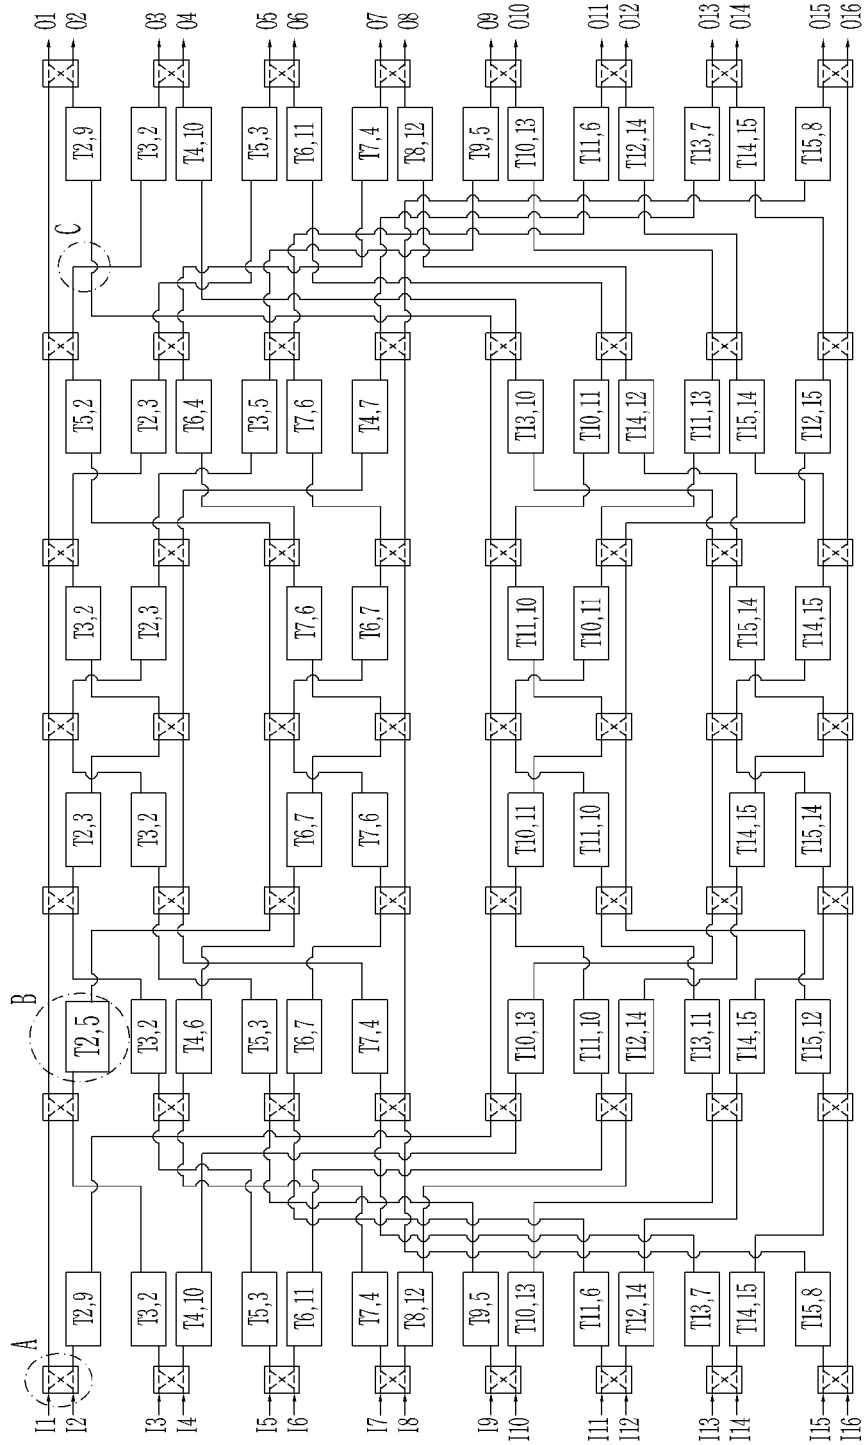 A B
I1 O1
C
I2 O2
T2,9 T2,5 T2,3 T3,2 T5,2 T2,9
T3,2 T3,2 T3,2 T2,3 T2,3 T3,2
I3 O3
I4 O4
T4,10 T4,6 T6,4 T4,10
T5,3 T5,3 T3,5 T5,3
I5 O5
I6 O6
T6,11 T6,7 T6,7 T7,6 T7,6 T6,11
T7,4 T7,4 T7,6 T6,7 T4,7 T7,4
I7 O7
I8 O8
T8,12 T8,12
T9,5 T9,5
I9 O9
I10 O10
T10,13 T10,13 T10,11 T11,10 T13,10 T10,13
T11,6 T11,10 T11,10 T10,11 T10,11 T11,6
I11 O11
I12 O12
T12,14 T12,14 T14,12 T12,14
T13,7 T13,11 T11,13 T13,7
I13 O13
I14 O14
T14,15 T14,15 T14,15 T15,14 T15,14 T14,15
T15,8 T15,12 T15,14 T14,15 T12,15 T15,8
I15 O15
I16 O16